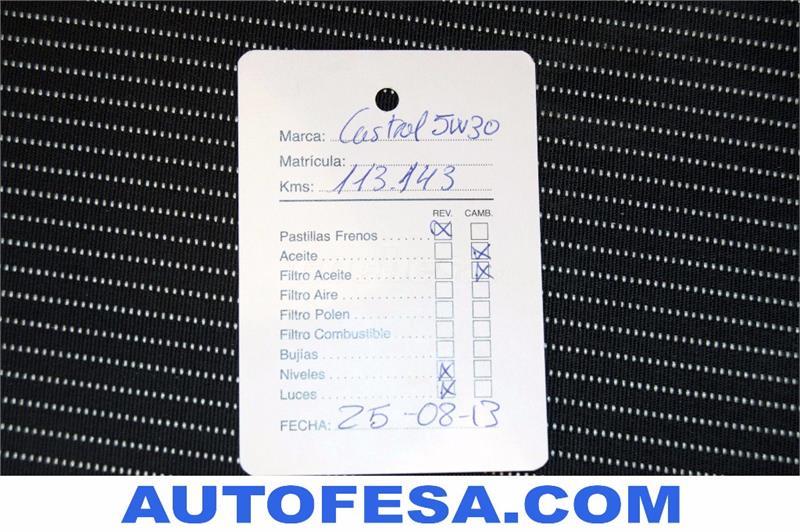 Marca: Castrol 5W30
Matrícula:
Kms: 113.143
REV. CAMB.
Pastillas Frenos
Aceite
Filtro Aceite
Filtro Aire
Filtro Polen
Filtro Combustible
Bujías
Niveles
Luces
FECHA: 25-08-13
AUTOFESA.COM